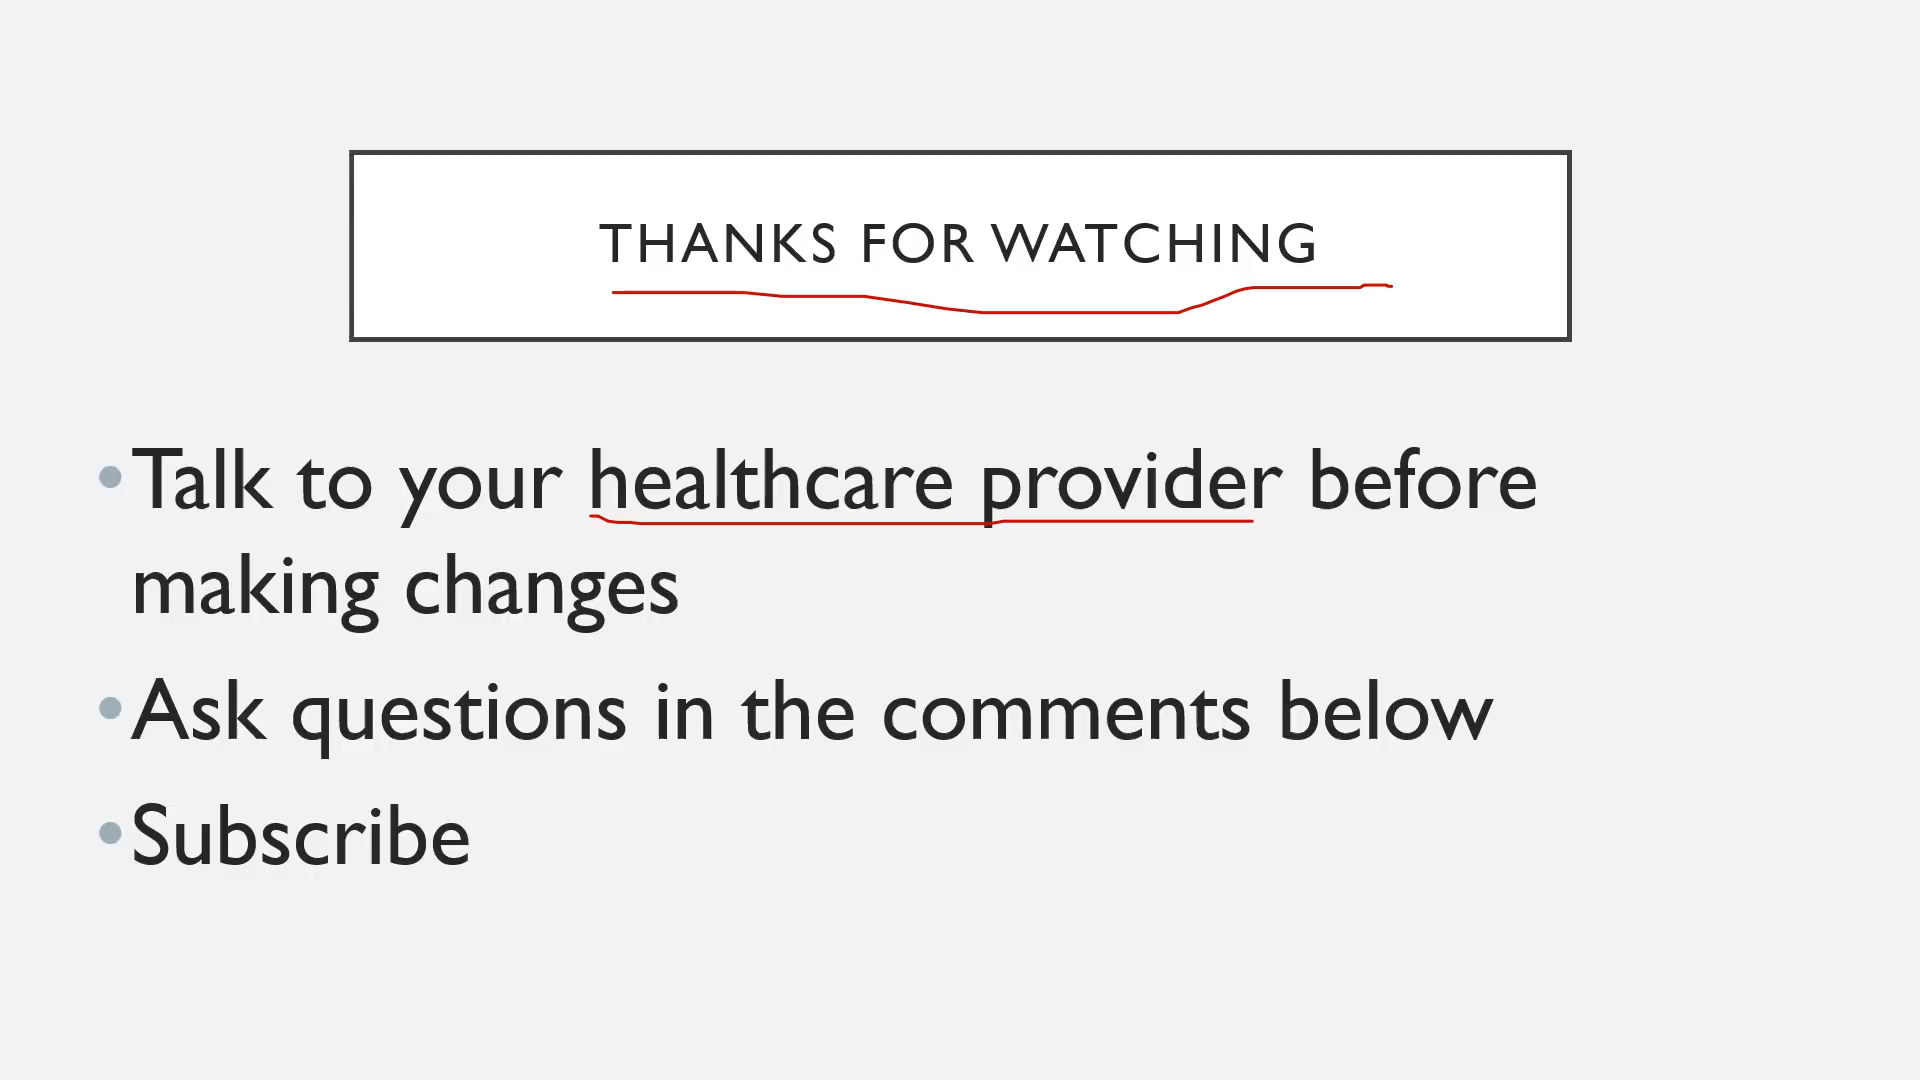 THANKS FOR WATCHING
• Talk to your healthcare provider before
making changes
• Ask questions in the comments below
• Subscribe